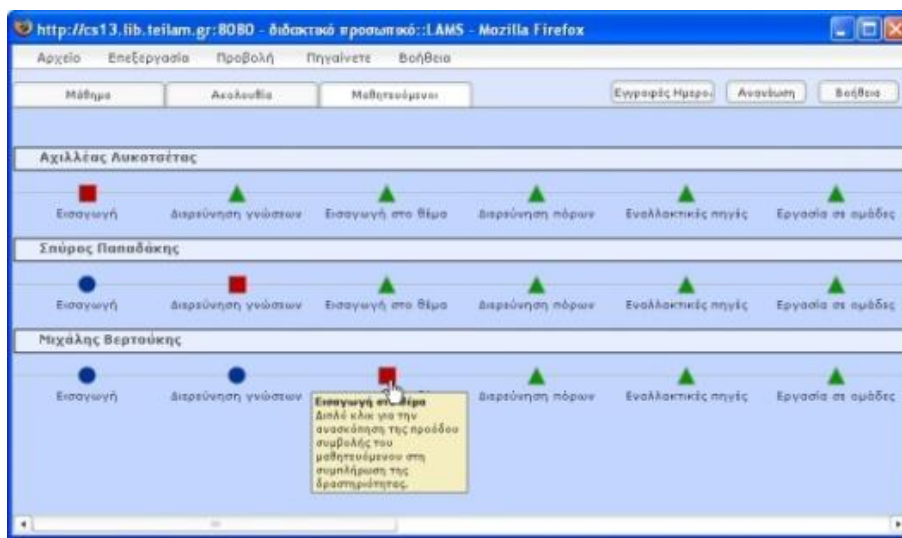 http://cs13.lib.teilam.gr:8080 - διδακτικό προσωπικό::LAMS - Mozilla Firefox
Αρχείο Επεξεργασία Προβολή Πηγαίνετε Βοήθεια
Μάθημα Ακολουθία Μαθητευόμενοι Εγγραφές Ημερο. Ανανέωση Βοήθεια
Αχιλλέας Λυκοτσέτας
Εισαγωγή Διερεύνηση γνώσεων Εισαγωγή στο θέμα Διερεύνηση πόρων Εναλλακτικές πηγές Εργασία σε ομάδες
Σπύρος Παπαδάκης
Εισαγωγή Διερεύνηση γνώσεων Εισαγωγή στο θέμα Διερεύνηση πόρων Εναλλακτικές πηγές Εργασία σε ομάδες
Μιχάλης Βερτούκης
Εισαγωγή Διερεύνηση γνώσεων Διερεύνηση πόρων Εναλλακτικές πηγές Εργασία σε ομάδες
Εισαγωγή στο θέμα
Διπλό κλικ για την
ανασκόπηση της προόδου
συμβολής του
μαθητευόμενου στη
συμπλήρωση της
δραστηριότητας.